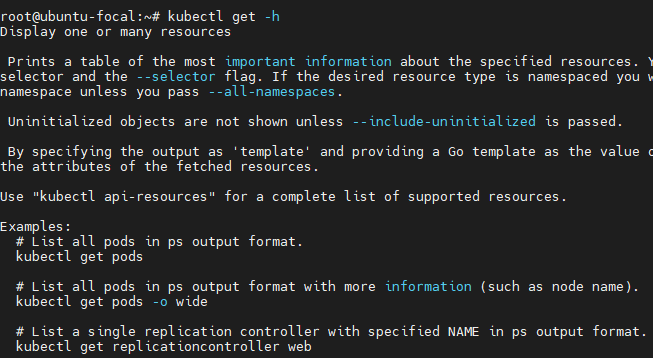 root@ubuntu-focal:~# kubectl get -h
Display one or many resources
Prints a table of the most important information about the specified resources.
selector and the --selector flag. If the desired resource type is namespaced you
namespace unless you pass --all-namespaces.
Uninitialized objects are not shown unless --include-uninitialized is passed.
By specifying the output as 'template' and providing a Go template as the value
the attributes of the fetched resources.
Use "kubectl api-resources" for a complete list of supported resources.
Examples:
# List all pods in ps output format.
kubectl get pods
# List all pods in ps output format with more information (such as node name).
kubectl get pods -o wide
# List a single replication controller with specified NAME in ps output format.
kubectl get replicationcontroller web